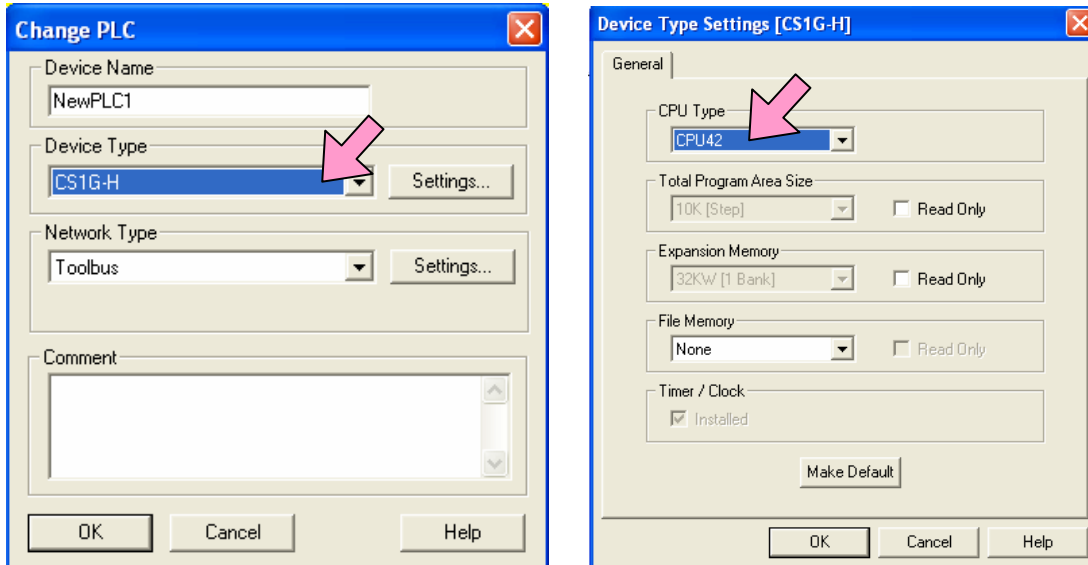 Change PLC
Device Name
NewPLC1
Device Type
CS1G-H
Settings...
Network Type
Toolbus
Settings...
Comment
OK
Cancel
Help
Device Type Settings [CS1G-H]
General
CPU Type
CPU42
Total Program Area Size
10K [Step]
Read Only
Expansion Memory
32KW [1 Bank]
Read Only
File Memory
None
Read Only
Timer / Clock
Installed
Make Default
OK
Cancel
Help